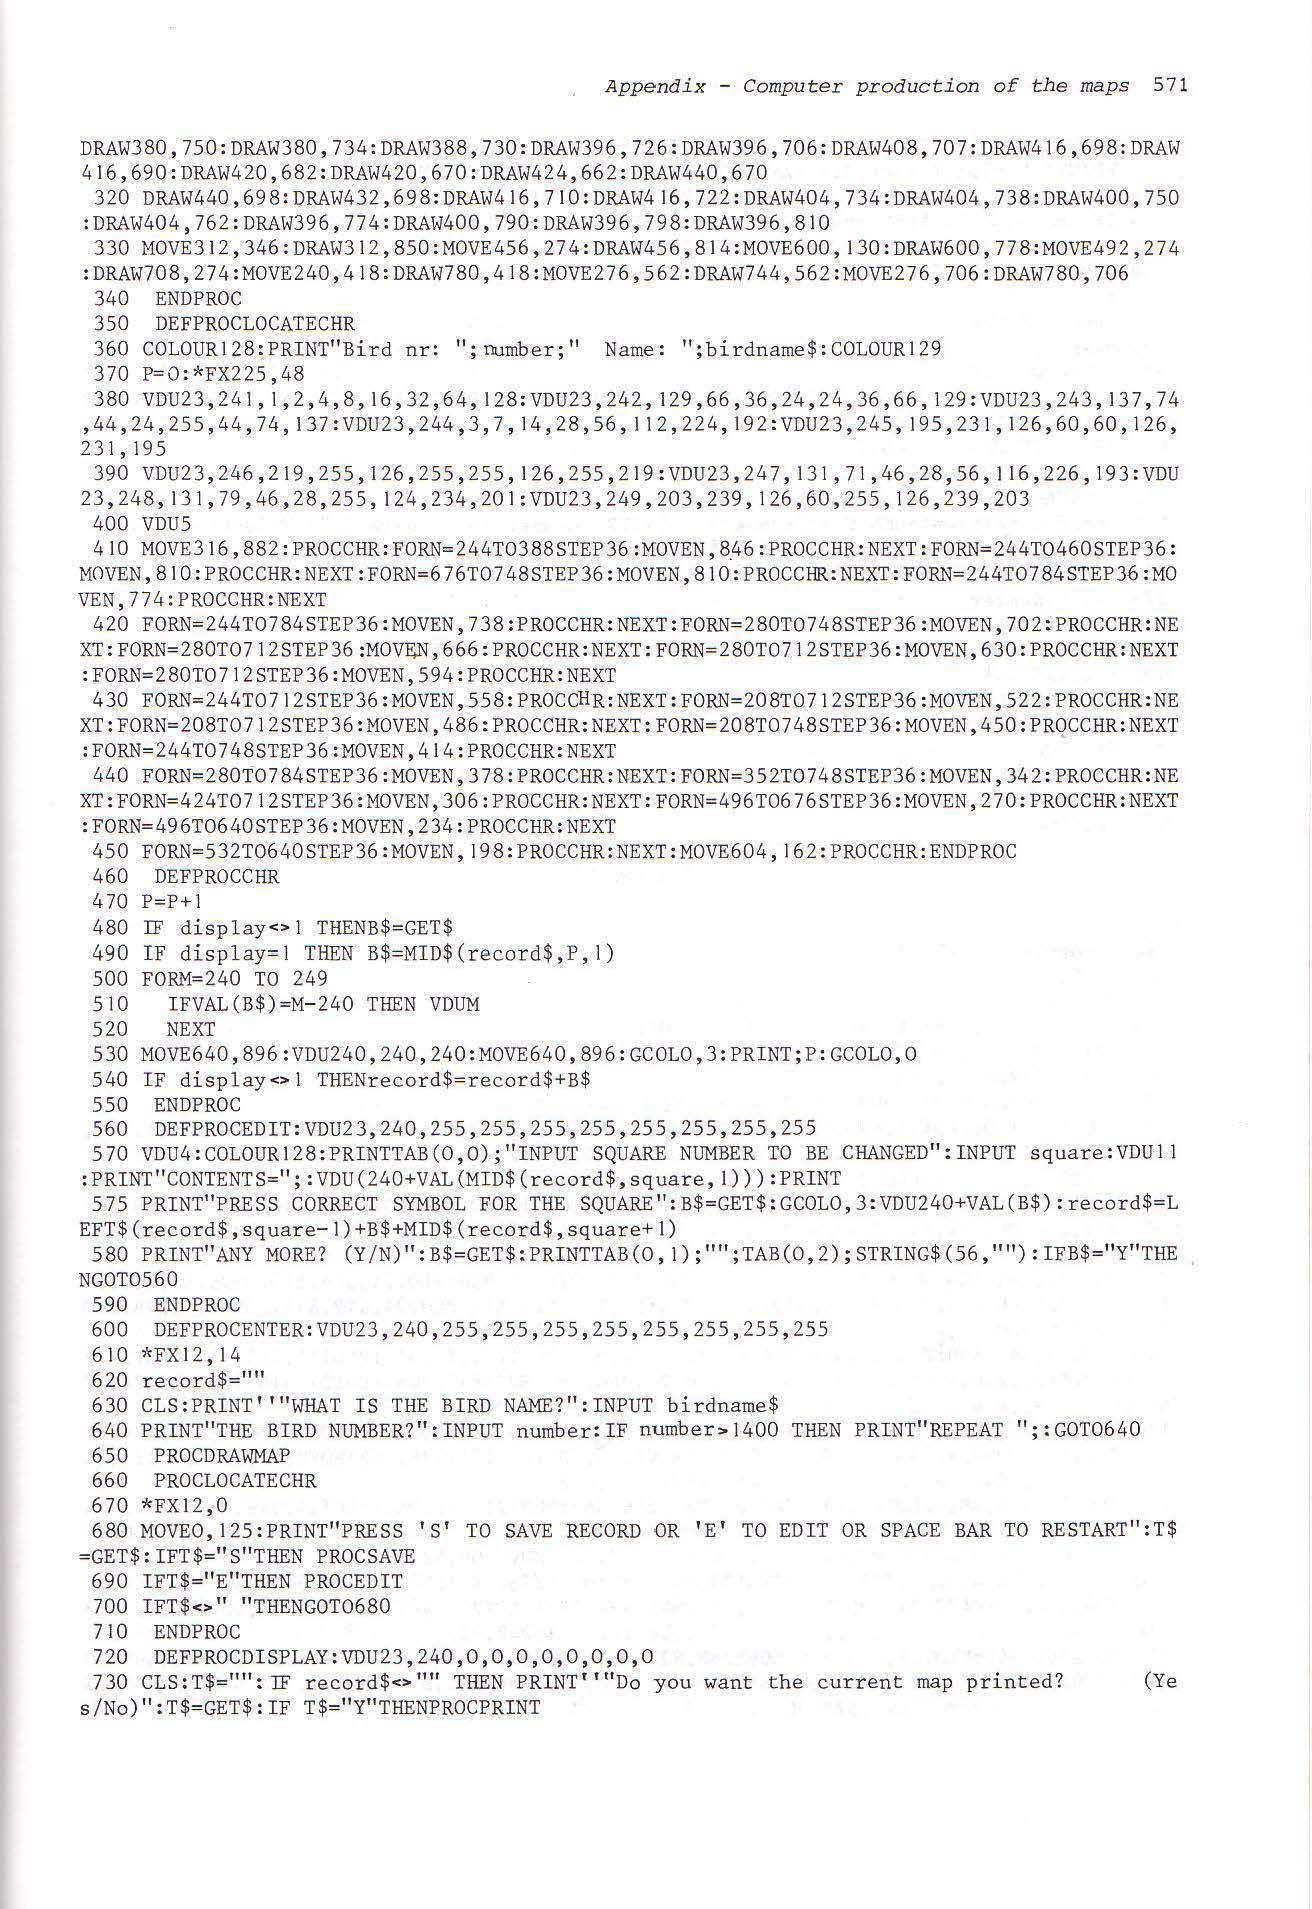 Appendix - Computer production of the maps 571
DRAW380,750:DRAW380,734:DRAW388,730:DRAW396,726:DRAW396,706:DRAW408,707:DRAW416,698:DRAW
416,690:DRAW420,682:DRAW420,670:DRAW424,662:DRAW440,670
320 DRAW440,698:DRAW432,698:DRAW416,710:DRAW416,722:DRAW404,734:DRAW404,738:DRAW400,750
:DRAW404,762:DRAW396,774:DRAW400,790:DRAW396,798:DRAW396,810
330 MOVE312,346:DRAW312,850:MOVE456,274:DRAW456,814:MOVE600,130:DRAW600,778:MOVE492,274
:DRAW708,274:MOVE240,418:DRAW780,418:MOVE276,562:DRAW744,562:MOVE276,706:DRAW780,706
340 ENDPROC
350 DEFPROCLOCATECHR
360 COLOUR128:PRINT"Bird nr: ";number;" Name: ";birdname$:COLOUR129
370 P=0:*FX225,48
380 VDU23,241,1,2,4,8,16,32,64,128:VDU23,242,129,66,36,24,24,36,66,129:VDU23,243,137,74
,44,24,255,44,74,137:VDU23,244,3,7,14,28,56,112,224,192:VDU23,245,195,231,126,60,60,126,
231,195
390 VDU23,246,219,255,126,255,255,126,255,219:VDU23,247,131,71,46,28,56,116,226,193:VDU
23,248,131,79,46,28,255,124,234,201:VDU23,249,203,239,126,60,255,126,239,203
400 VDU5
410 MOVE316,882:PROCCHR:FORN=244TO388STEP36:MOVEN,846:PROCCHR:NEXT:FORN=244TO460STEP36:
MOVEN,810:PROCCHR:NEXT:FORN=676TO748STEP36:MOVEN,810:PROCCHR:NEXT:FORN=244TO784STEP36:MO
VEN,774:PROCCHR:NEXT
420 FORN=244TO784STEP36:MOVEN,738:PROCCHR:NEXT:FORN=280TO748STEP36:MOVEN,702:PROCCHR:NE
XT:FORN=280TO712STEP36:MOVEN,666:PROCCHR:NEXT:FORN=280TO712STEP36:MOVEN,630:PROCCHR:NEXT
:FORN=280TO712STEP36:MOVEN,594:PROCCHR:NEXT
430 FORN=244TO712STEP36:MOVEN,558:PROCCHR:NEXT:FORN=208TO712STEP36:MOVEN,522:PROCCHR:NE
XT:FORN=208TO712STEP36:MOVEN,486:PROCCHR:NEXT:FORN=208TO748STEP36:MOVEN,450:PROCCHR:NEXT
:FORN=244TO748STEP36:MOVEN,414:PROCCHR:NEXT
440 FORN=280TO784STEP36:MOVEN,378:PROCCHR:NEXT:FORN=352TO748STEP36:MOVEN,342:PROCCHR:NE
XT:FORN=424TO712STEP36:MOVEN,306:PROCCHR:NEXT:FORN=496TO676STEP36:MOVEN,270:PROCCHR:NEXT
:FORN=496TO640STEP36:MOVEN,234:PROCCHR:NEXT
450 FORN=532TO640STEP36:MOVEN,198:PROCCHR:NEXT:MOVE604,162:PROCCHR:ENDPROC
460 DEFPROCCHR
470 P=P+1
480 IF display<>1 THENB$=GET$
490 IF display=1 THEN B$=MID$(record$,P,1)
500 FORM=240 TO 249
510 IFVAL(B$)=M-240 THEN VDUM
520 NEXT
530 MOVE640,896:VDU240,240,240:MOVE640,896:GCOL0,3:PRINT;P:GCOL0,0
540 IF display<>1 THENrecord$=record$+B$
550 ENDPROC
560 DEFPROCEDIT:VDU23,240,255,255,255,255,255,255,255,255
570 VDU4:COLOUR128:PRINTTAB(0,0);"INPUT SQUARE NUMBER TO BE CHANGED":INPUT square:VDU11
:PRINT"CONTENTS=";:VDU(240+VAL(MID$(record$,square,1))):PRINT
575 PRINT"PRESS CORRECT SYMBOL FOR THE SQUARE":B$=GET$:GCOL0,3:VDU240+VAL(B$):record$=L
EFT$(record$,square-1)+B$+MID$(record$,square+1)
580 PRINT"ANY MORE? (Y/N)":B$=GET$:PRINTTAB(0,1);"";TAB(0,2);STRING$(56,""):IFB$="Y"THE
NGOTO560
590 ENDPROC
600 DEFPROCENTER:VDU23,240,255,255,255,255,255,255,255,255
610 *FX12,14
620 record$=""
630 CLS:PRINT''"WHAT IS THE BIRD NAME?":INPUT birdname$
640 PRINT"THE BIRD NUMBER?":INPUT number:IF number>1400 THEN PRINT"REPEAT ";:GOTO640
650 PROCDRAWMAP
660 PROCLOCATECHR
670 *FX12,0
680 MOVE0,125:PRINT"PRESS 'S' TO SAVE RECORD OR 'E' TO EDIT OR SPACE BAR TO RESTART":T$
=GET$:IFT$="S"THEN PROCSAVE
690 IFT$="E"THEN PROCEDIT
700 IFT$<>" "THENGOTO680
710 ENDPROC
720 DEFPROCDISPLAY:VDU23,240,0,0,0,0,0,0,0,0
730 CLS:T$="":IF record$<>"" THEN PRINT''"Do you want the current map printed? (Ye
s/No)":T$=GET$:IF T$="Y"THENPROCPRINT